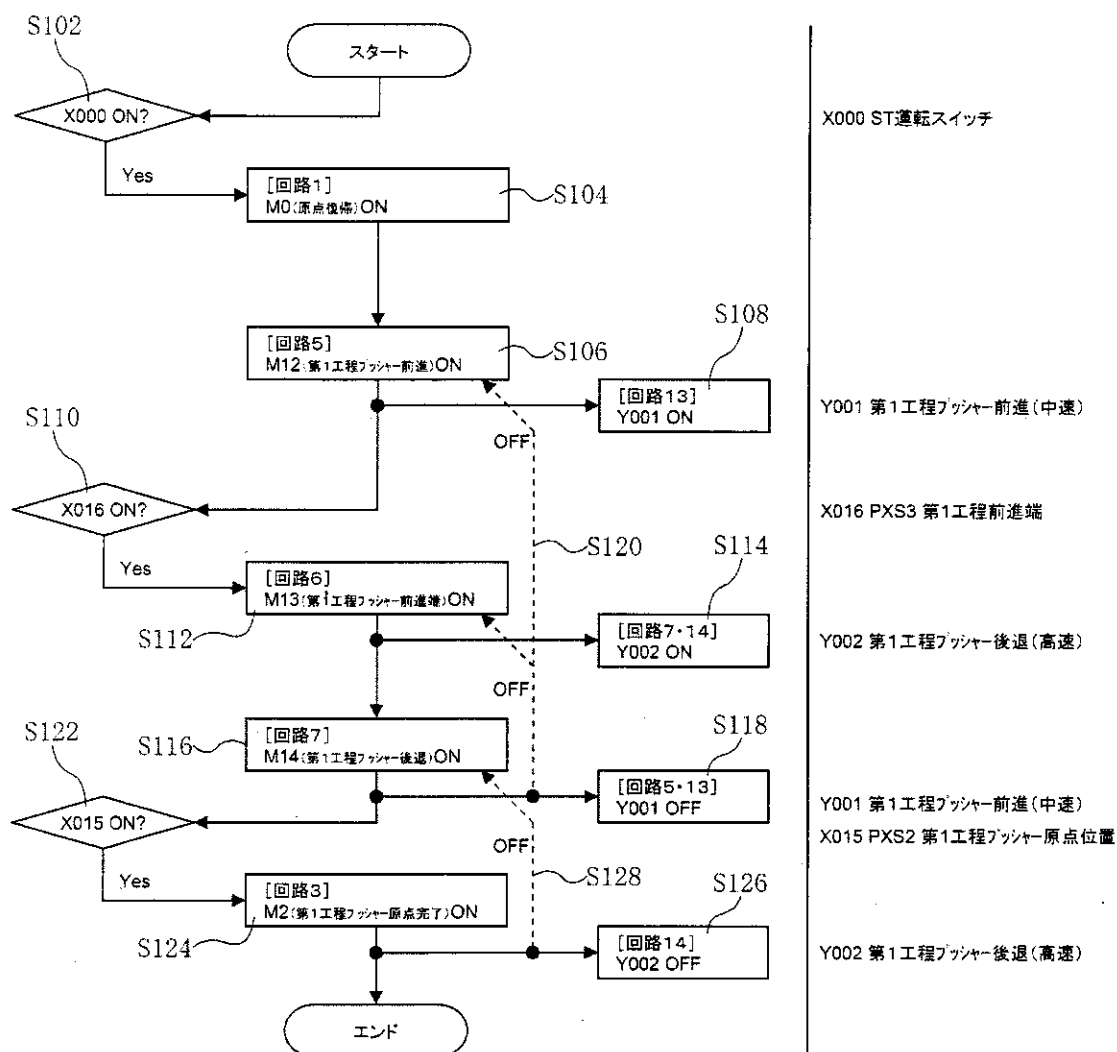 S102
スタート
X000 ON?
X000 ST運転スイッチ
Yes
[回路1]
M0(原点復帰)ON
S104
[回路5]
M12(第1工程プッシャー前進)ON
S106
S108
[回路13]
Y001 ON
Y001 第1工程プッシャー前進(中速)
S110
OFF
X016 ON?
X016 PXS3 第1工程前進端
S120
S114
Yes
[回路6]
M13(第1工程プッシャー前進端)ON
S112
[回路7・14]
Y002 ON
Y002 第1工程プッシャー後退(高速)
OFF
S122
S116
[回路7]
M14(第1工程プッシャー後退)ON
S118
[回路5・13]
Y001 OFF
Y001 第1工程プッシャー前進(中速)
X015 ON?
X015 PXS2 第1工程プッシャー原点位置
OFF
Yes
S128
S126
[回路3]
M2(第1工程プッシャー原点完了)ON
S124
[回路14]
Y002 OFF
Y002 第1工程プッシャー後退(高速)
エンド